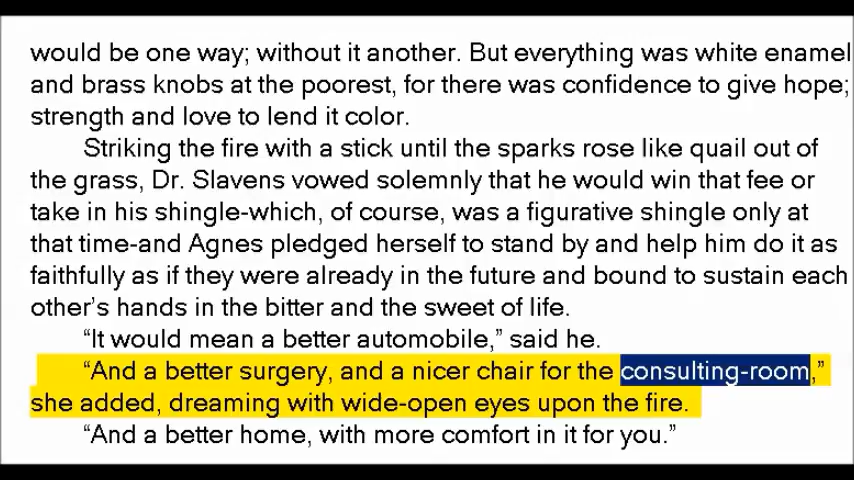 would be one way; without it another. But everything was white enamel
and brass knobs at the poorest, for there was confidence to give hope;
strength and love to lend it color.
Striking the fire with a stick until the sparks rose like quail out of
the grass, Dr. Slavens vowed solemnly that he would win that fee or
take in his shingle-which, of course, was a figurative shingle only at
that time-and Agnes pledged herself to stand by and help him do it as
faithfully as if they were already in the future and bound to sustain each
other’s hands in the bitter and the sweet of life.
“It would mean a better automobile,” said he.
“And a better surgery, and a nicer chair for the consulting-room,”
she added, dreaming with wide-open eyes upon the fire.
“And a better home, with more comfort in it for you.”